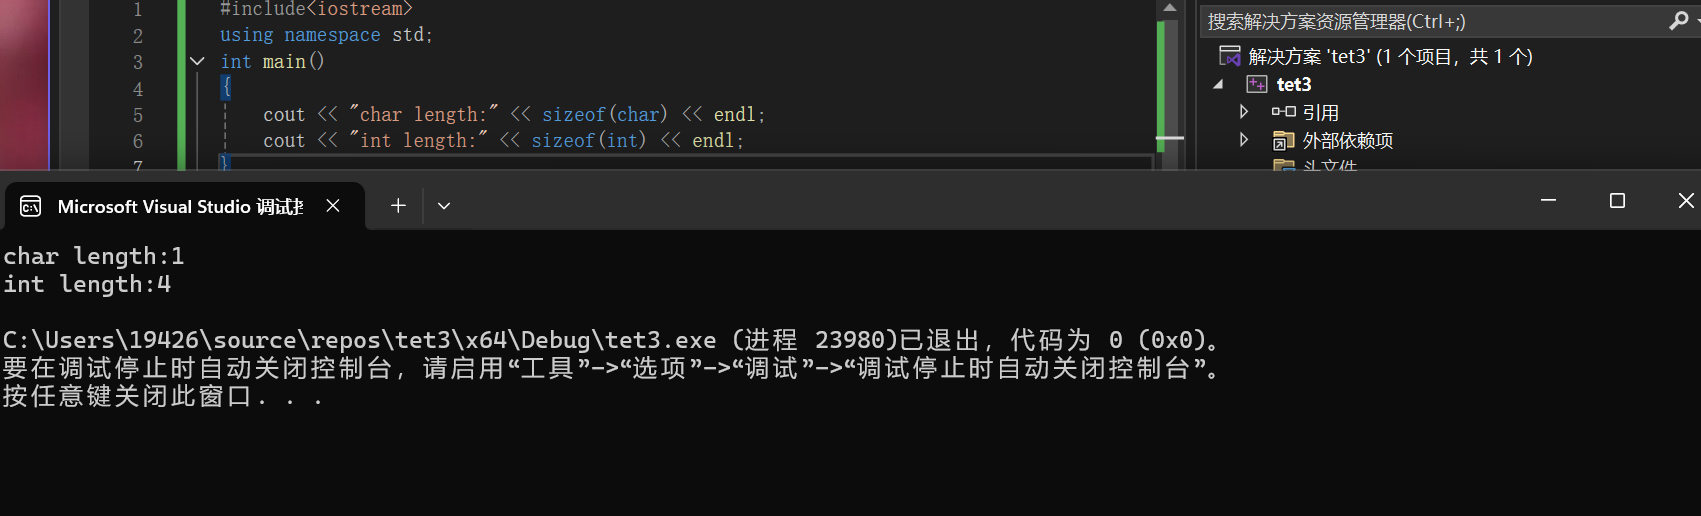 1 #include<iostream>
2 using namespace std;
3 int main()
4 {
5 cout << "char length:" << sizeof(char) << endl;
6 cout << "int length:" << sizeof(int) << endl;
7 }
搜索解决方案资源管理器(Ctrl+;)
解决方案 'tet3' (1 个项目，共 1 个)
tet3
引用
外部依赖项
头文件
Microsoft Visual Studio 调试
char length:1
int length:4
C:\Users\19426\source\repos\tet3\x64\Debug\tet3.exe (进程 23980)已退出，代码为 0 (0x0)。
要在调试停止时自动关闭控制台，请启用“工具”->“选项”->“调试”->“调试停止时自动关闭控制台”。
按任意键关闭此窗口. . .